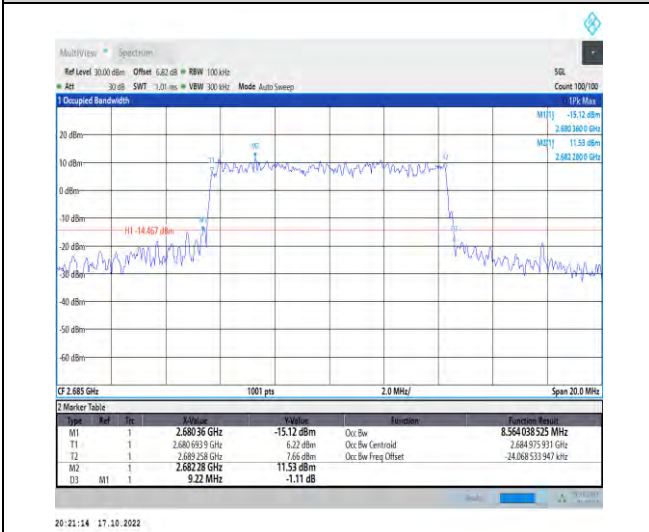 MultiView Spectrum
Ref Level 30.00 dBm Offset 6.82 dB RBW 100 kHz SGL
Att 30 dB SWT 1.01 ms VBW 300 kHz Mode Auto Sweep Count 100/100
1 Occupied Bandwidth 1Pk Max
M1[1] -15.12 dBm
2.680 360 0 GHz
M2[1] 11.53 dBm
2.682 280 0 GHz
20 dBm
M2
T1
10 dBm
0 dBm
-10 dBm
H1 -14.467 dBm
-20 dBm
-30 dBm
-40 dBm
-50 dBm
-60 dBm
CF 2.685 GHz 1001 pts 2.0 MHz/ Span 20.0 MHz
2 Marker Table
Type Ref Trc X-Value Y-Value Function Function Result
M1 1 2.680 36 GHz -15.12 dBm Occ Bw 8.564 038 525 MHz
T1 1 2.680 693 9 GHz 6.22 dBm Occ Bw Centroid 2.684 975 931 GHz
T2 1 2.689 258 GHz 7.66 dBm Occ Bw Freq Offset -24.068 533 947 kHz
M2 1 2.682 28 GHz 11.53 dBm
D3 M1 1 9.22 MHz -1.11 dB
20:21:14 17.10.2022